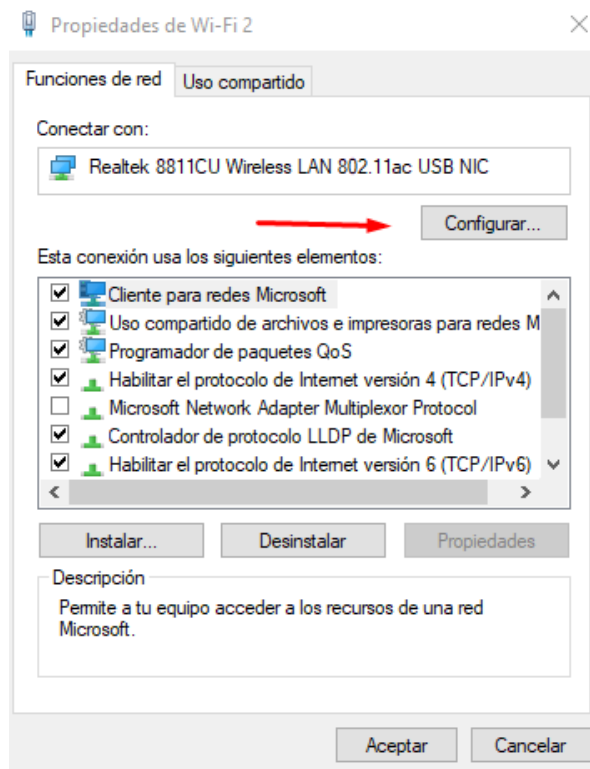 Propiedades de Wi-Fi 2
Funciones de red
Uso compartido
Conectar con:
Realtek 8811CU Wireless LAN 802.11ac USB NIC
Configurar...
Esta conexión usa los siguientes elementos:
Cliente para redes Microsoft
Uso compartido de archivos e impresoras para redes M
Programador de paquetes QoS
Habilitar el protocolo de Internet versión 4 (TCP/IPv4)
Microsoft Network Adapter Multiplexor Protocol
Controlador de protocolo LLDP de Microsoft
Habilitar el protocolo de Internet versión 6 (TCP/IPv6)
Instalar...
Desinstalar
Propiedades
Descripción
Permite a tu equipo acceder a los recursos de una red
Microsoft.
Aceptar
Cancelar